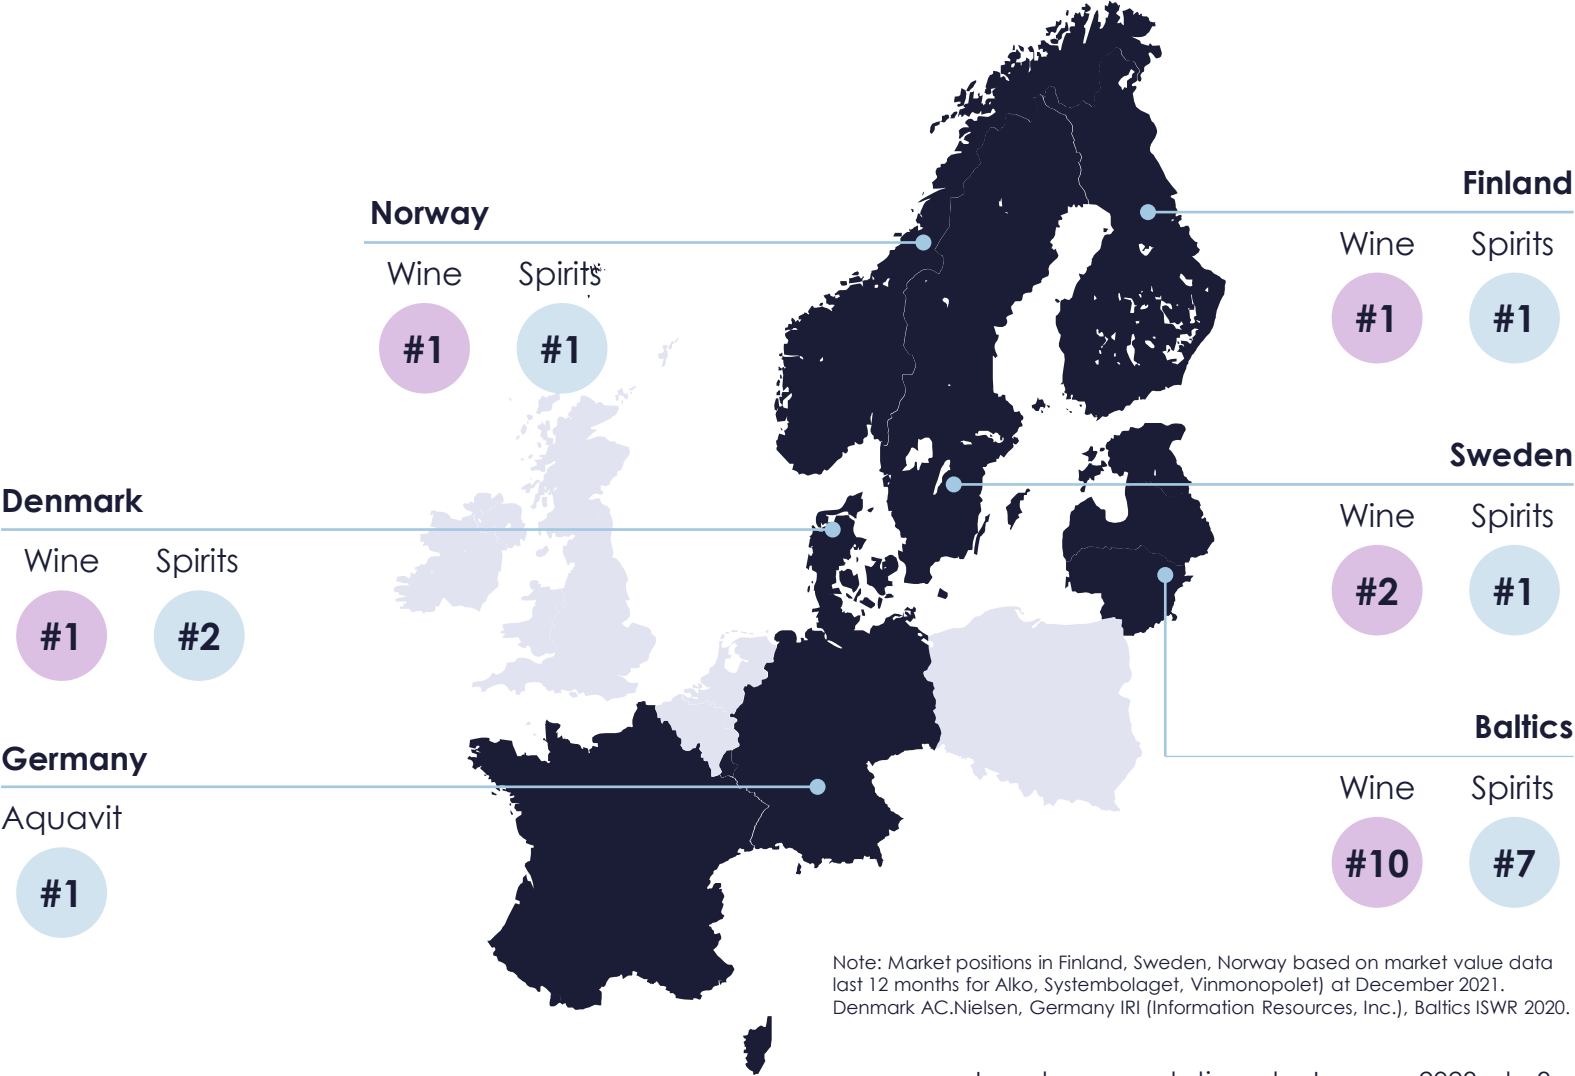 Finland
Norway
Wine Spirits
#1 #1
Wine Spirits
#1 #1
Sweden
Denmark
Wine Spirits
#2 #1
Wine Spirits
#1 #2
Baltics
Germany
Wine Spirits
#10 #7
Aquavit
#1
Note: Market positions in Finland, Sweden, Norway based on market value data
last 12 months for Alko, Systembolaget, Vinmonopolet) at December 2021.
Denmark AC.Nielsen, Germany IRI (Information Resources, Inc.), Baltics ISWR 2020.